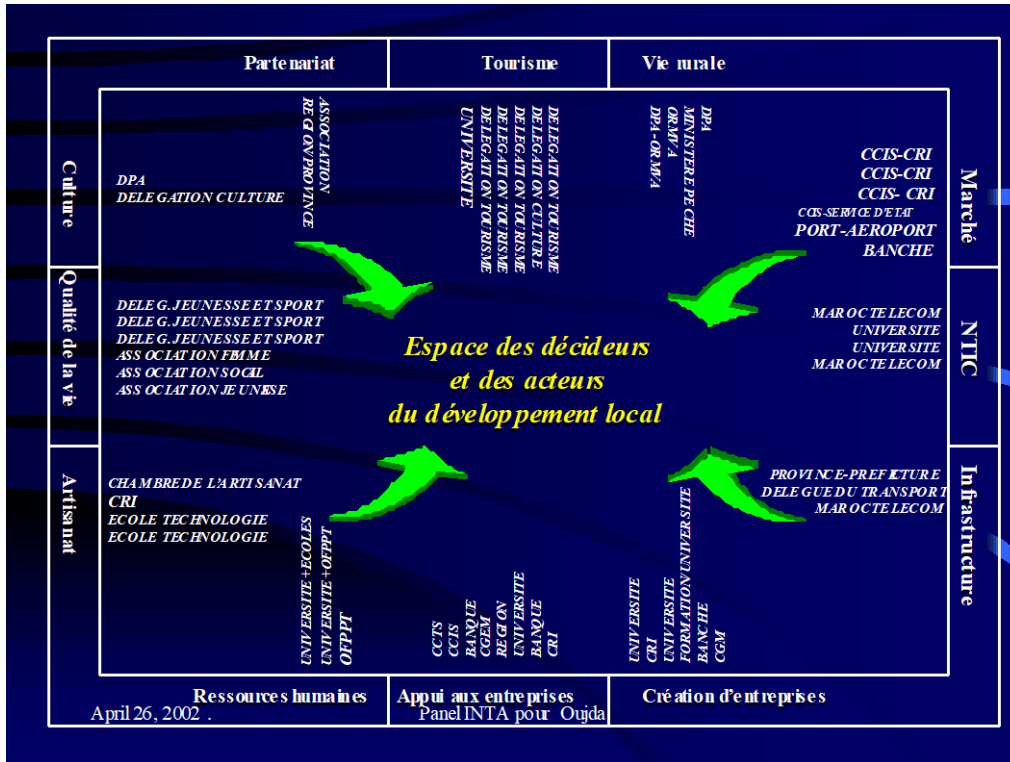 Partenariat
Tourisme
Vie rurale
Culture
Qualité de la vie
Artisanat
Marché
NTIC
Infrastructure
ASSOCIATION
REGION/PROVINCE
UNIVERSITÉ
DELEGATION TOURISME
DELEGATION TOURISME
DELEGATION TOURISME
DELEGATION CULTURE
DELEGATION TOURISME
DPA
MINISTERE PECHE
ORMVA
DPA-ORMVA
DPA
DELEGATION CULTURE
CCIS-CRI
CCIS-CRI
CCIS- CRI
CCIS-SERVICE D'ETAT
PORT-AEROPORT
BANCHE
DELEG. JEUNESSE ET SPORT
DELEG. JEUNESSE ET SPORT
DELEG. JEUNESSE ET SPORT
ASSOCIATION FEMME
ASSOCIATION SOCIAL
ASSOCIATION JEUNESSE
MAROC TELECOM
UNIVERSITE
UNIVERSITE
MAROC TELECOM
Espace des décideurs
et des acteurs
du développement local
CHAMBRE DE L'ARTISANAT
CRI
ECOLE TECHNOLOGIE
ECOLE TECHNOLOGIE
PROVINCE-PREFECTURE
DELEGUE DU TRANSPORT
MAROC TELECOM
UNIVERSITE+ECOLES
UNIVERSITE+OFPPT
OFPPT
CCTS
CCIS
BANQUE
CGEM
REGION
UNIVERSITE
BANQUE
CRI
UNIVERSITE
CRI
UNIVERSITE
FORMATION/UNIVERSITE
BANCHE
CGM
Ressources humaines
Appui aux entreprises
Création d'entreprises
April 26, 2002 .
Panel INTA pour Oujda